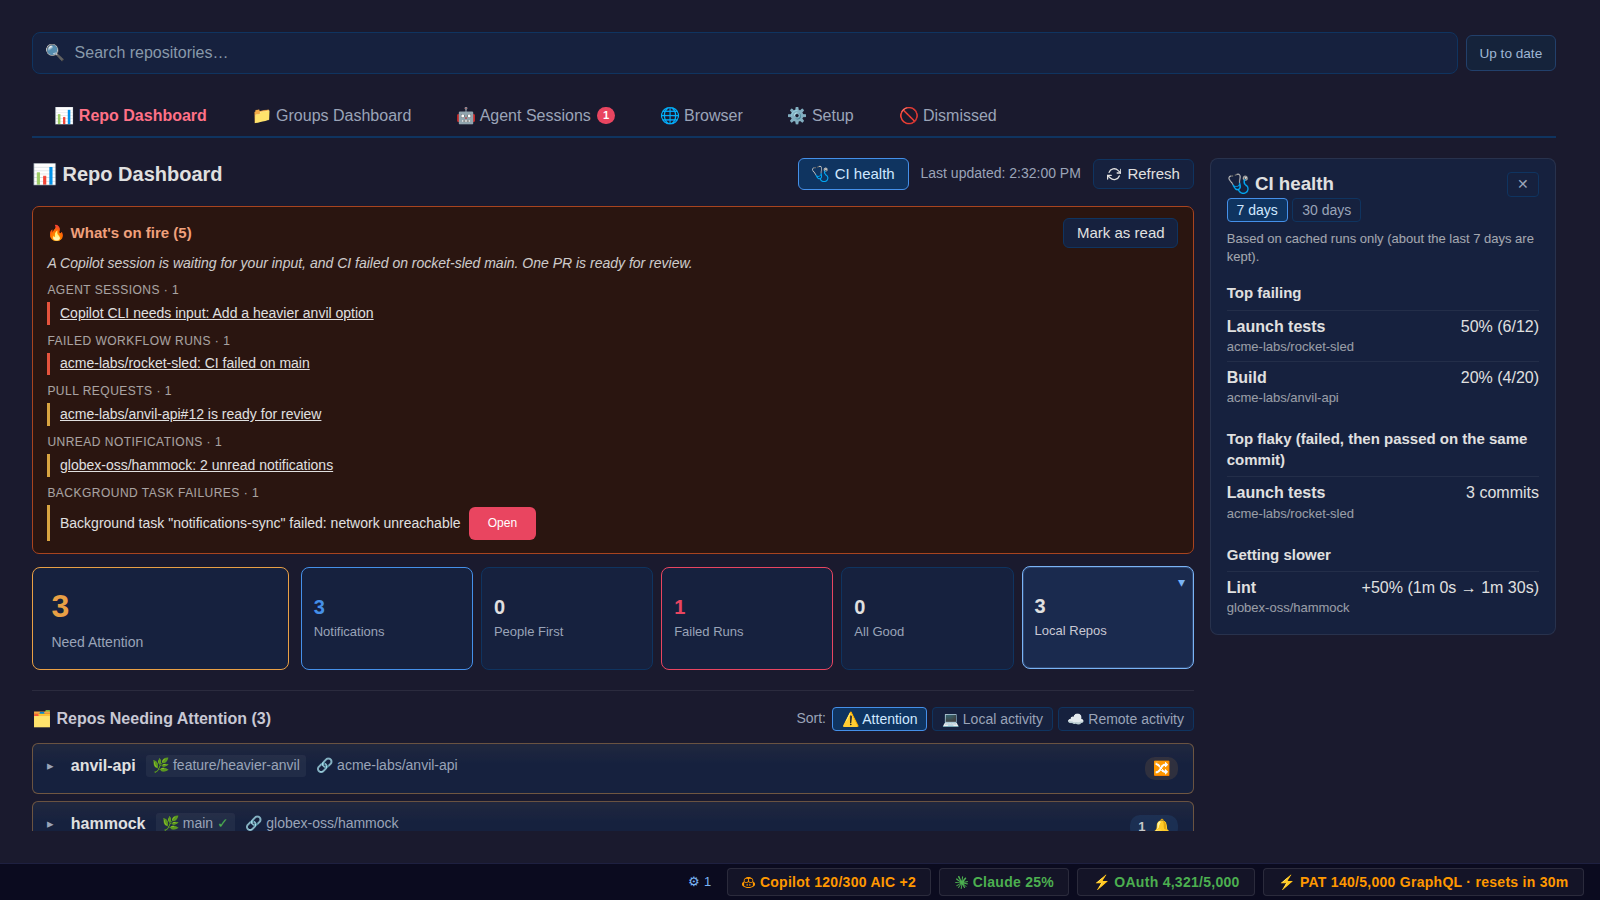 Search repositories…
Up to date
Repo Dashboard
Groups Dashboard
Agent Sessions 1
Browser
Setup
Dismissed
Repo Dashboard
CI health
Last updated: 2:32:00 PM
Refresh
What's on fire (5)
Mark as read
A Copilot session is waiting for your input, and CI failed on rocket-sled main. One PR is ready for review.
AGENT SESSIONS · 1
Copilot CLI needs input: Add a heavier anvil option
FAILED WORKFLOW RUNS · 1
acme-labs/rocket-sled: CI failed on main
PULL REQUESTS · 1
acme-labs/anvil-api#12 is ready for review
UNREAD NOTIFICATIONS · 1
globex-oss/hammock: 2 unread notifications
BACKGROUND TASK FAILURES · 1
Background task "notifications-sync" failed: network unreachable
Open
3
Need Attention
3
Notifications
0
People First
1
Failed Runs
0
All Good
3
Local Repos
Repos Needing Attention (3)
Sort:
Attention
Local activity
Remote activity
anvil-api
feature/heavier-anvil
acme-labs/anvil-api
hammock
main ✓
globex-oss/hammock
1
CI health
✕
7 days
30 days
Based on cached runs only (about the last 7 days are
kept).
Top failing
Launch tests 50% (6/12)
acme-labs/rocket-sled
Build 20% (4/20)
acme-labs/anvil-api
Top flaky (failed, then passed on the same
commit)
Launch tests 3 commits
acme-labs/rocket-sled
Getting slower
Lint +50% (1m 0s → 1m 30s)
globex-oss/hammock
1
Copilot 120/300 AIC +2
Claude 25%
OAuth 4,321/5,000
PAT 140/5,000 GraphQL · resets in 30m